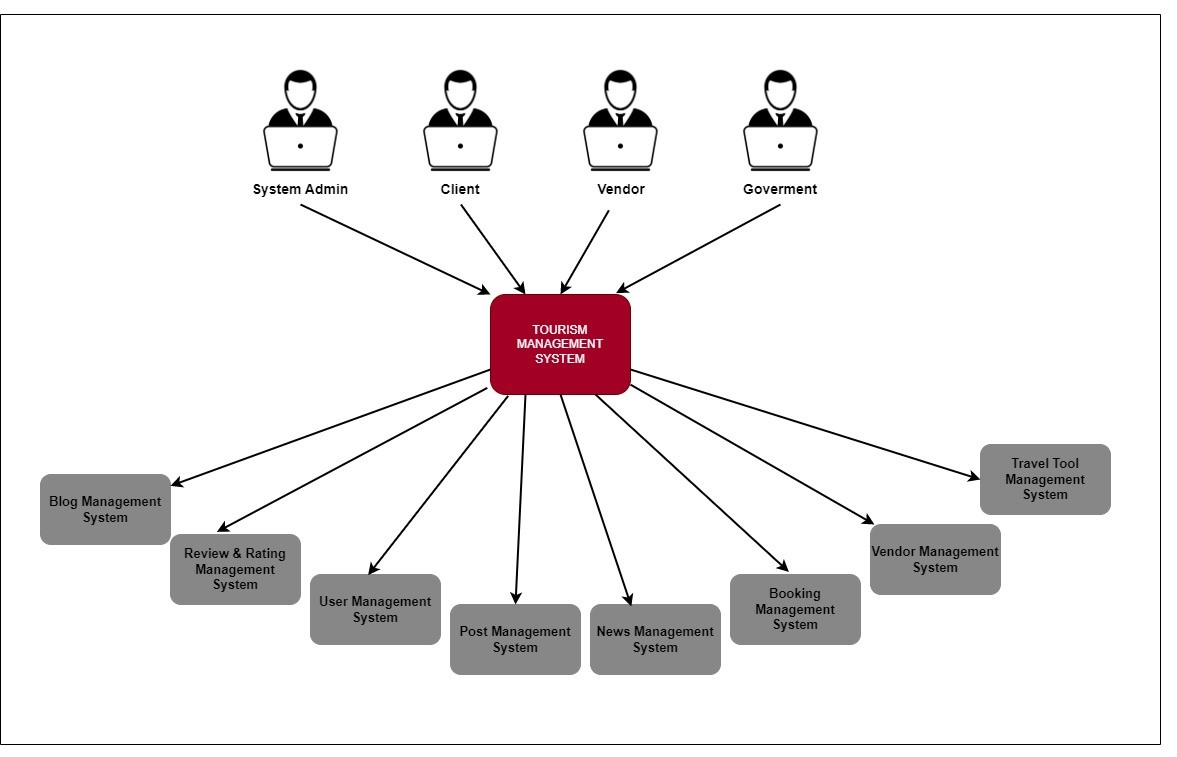 System Admin
Client
Vendor
Goverment
TOURISM
MANAGEMENT
SYSTEM
Blog Management
System
Review & Rating
Management
System
User Management
System
Post Management
System
News Management
System
Booking
Management
System
Vendor Management
System
Travel Tool
Management
System